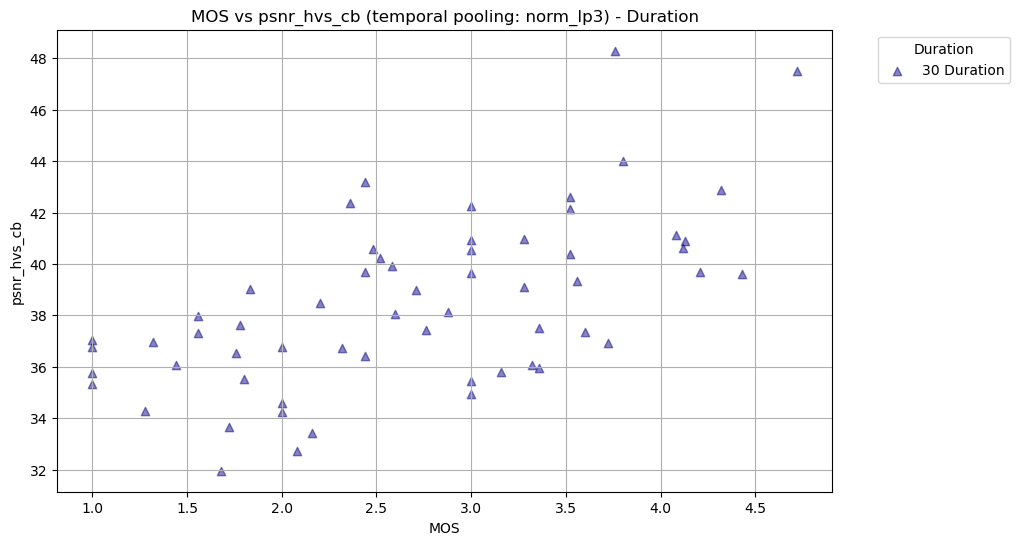 MOS vs psnr_hvs_cb (temporal pooling: norm_lp3) - Duration
Duration
30 Duration
psnr_hvs_cb
48
46
44
42
40
38
36
34
32
1.0 1.5 2.0 2.5 3.0 3.5 4.0 4.5
MOS